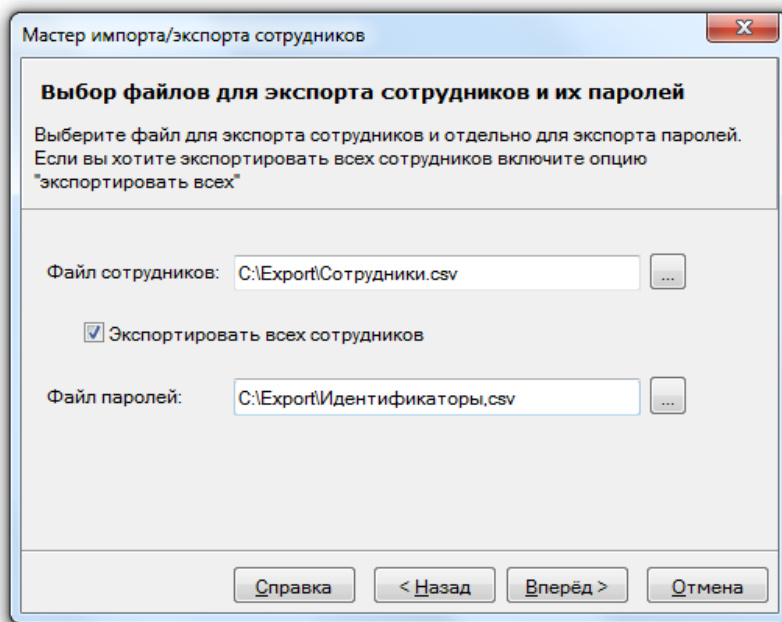 Мастер импорта/экспорта сотрудников
Выбор файлов для экспорта сотрудников и их паролей
Выберите файл для экспорта сотрудников и отдельно для экспорта паролей.
Если вы хотите экспортировать всех сотрудников включите опцию
"экспортировать всех"
Файл сотрудников: C:\Export\Сотрудники.csv ...
Экспортировать всех сотрудников
Файл паролей: C:\Export\Идентификаторы,csv ...
Справка < Назад Вперёд > Отмена